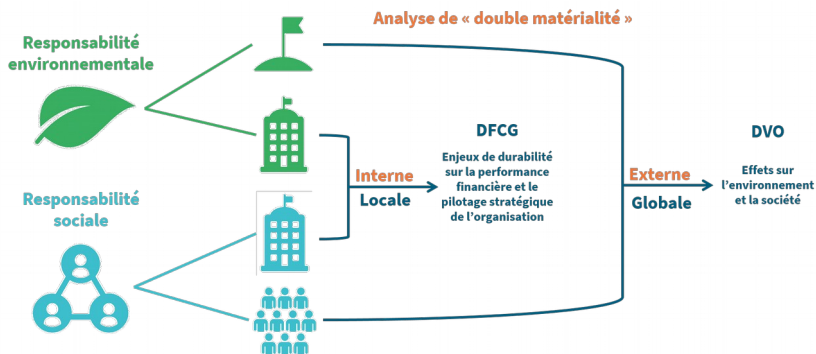 Analyse de « double matérialité »
Responsabilité
environnementale
Responsabilité
sociale
Interne
Locale
DFCG
Enjeux de durabilité
sur la performance
financière et le
pilotage stratégique
de l'organisation
Externe
Globale
DVO
Effets sur
l'environnement
et la société